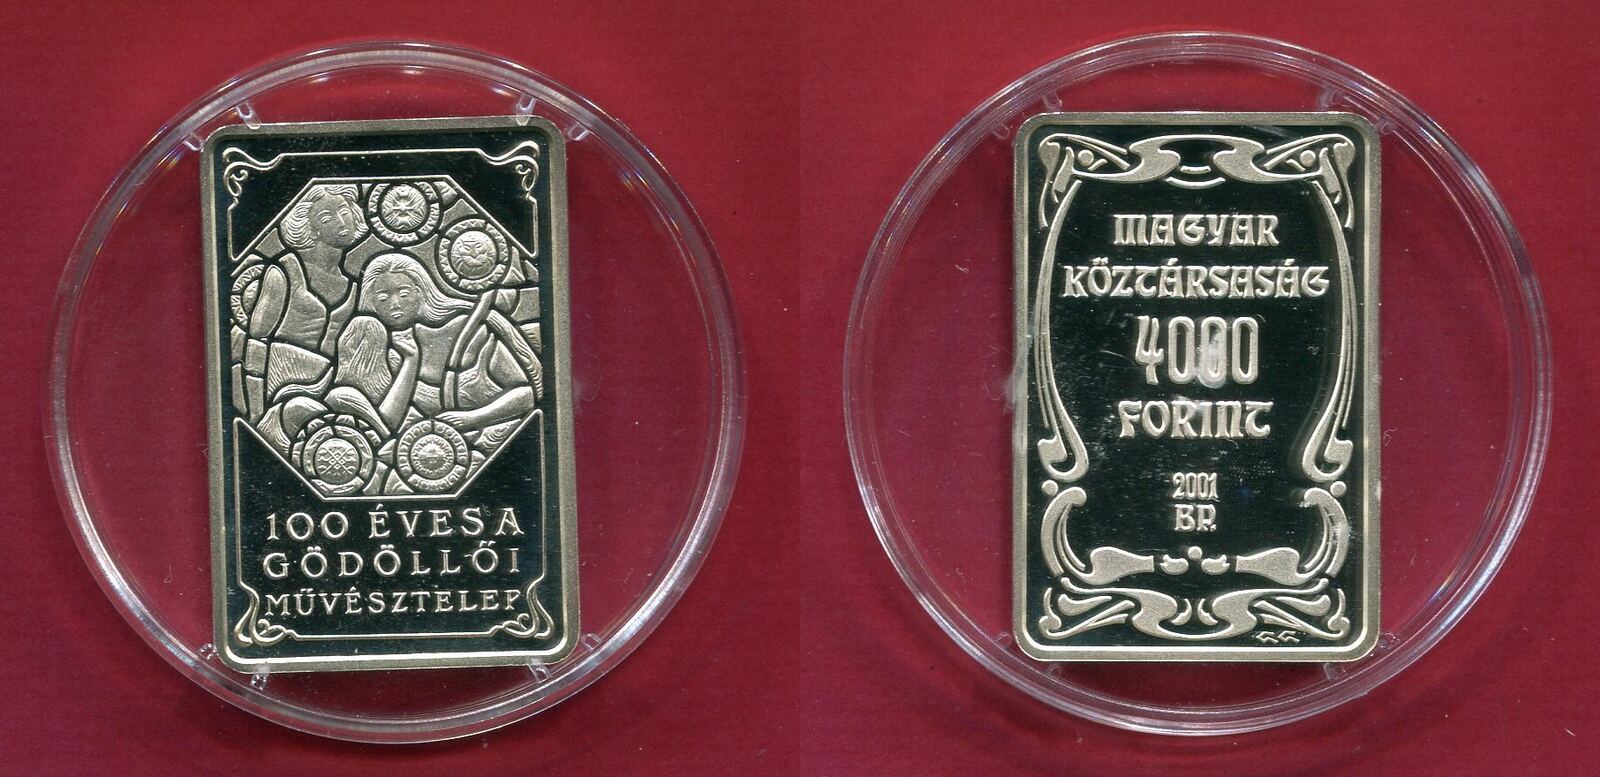 100 ÉVES A
GÖDÖLLŐI
MŰVÉSZTELEP
MAGYAR
KÖZTÁRSASÁG
4000
FORINT
2001
BP.